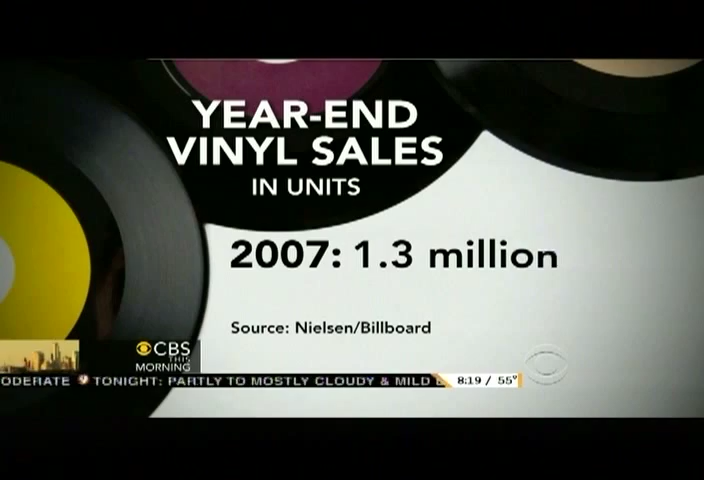 YEAR-END
VINYL SALES
IN UNITS
2007: 1.3 million
Source: Nielsen/Billboard
CBS
THIS
MORNING
ODERATE 9 TONIGHT: PARTLY TO MOSTLY CLOUDY & MILD
8:19 / 55°